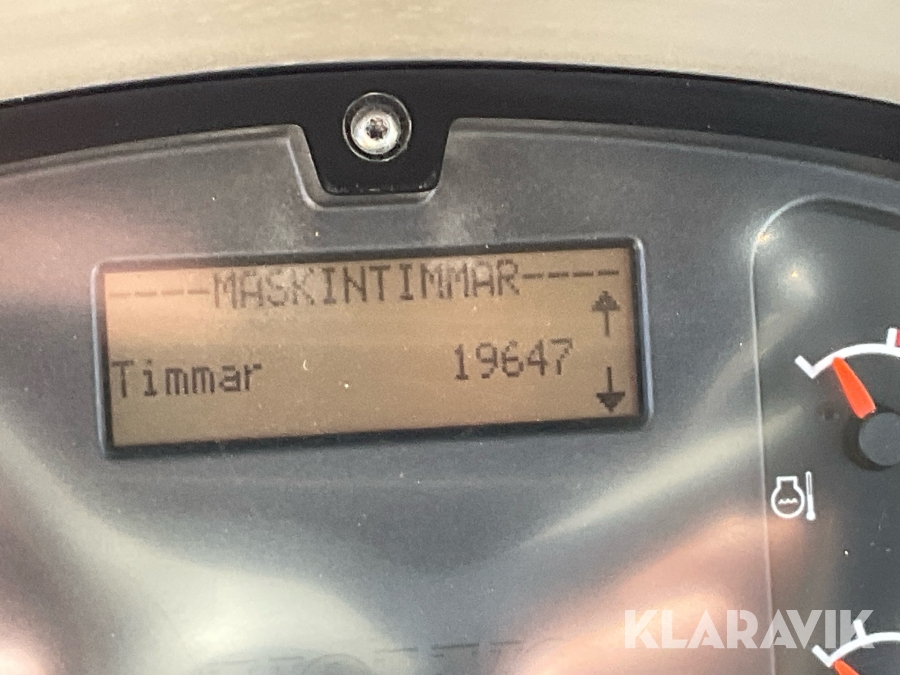 ----MASKINTIMMAR----
Timmar 19647
KLARAVIK